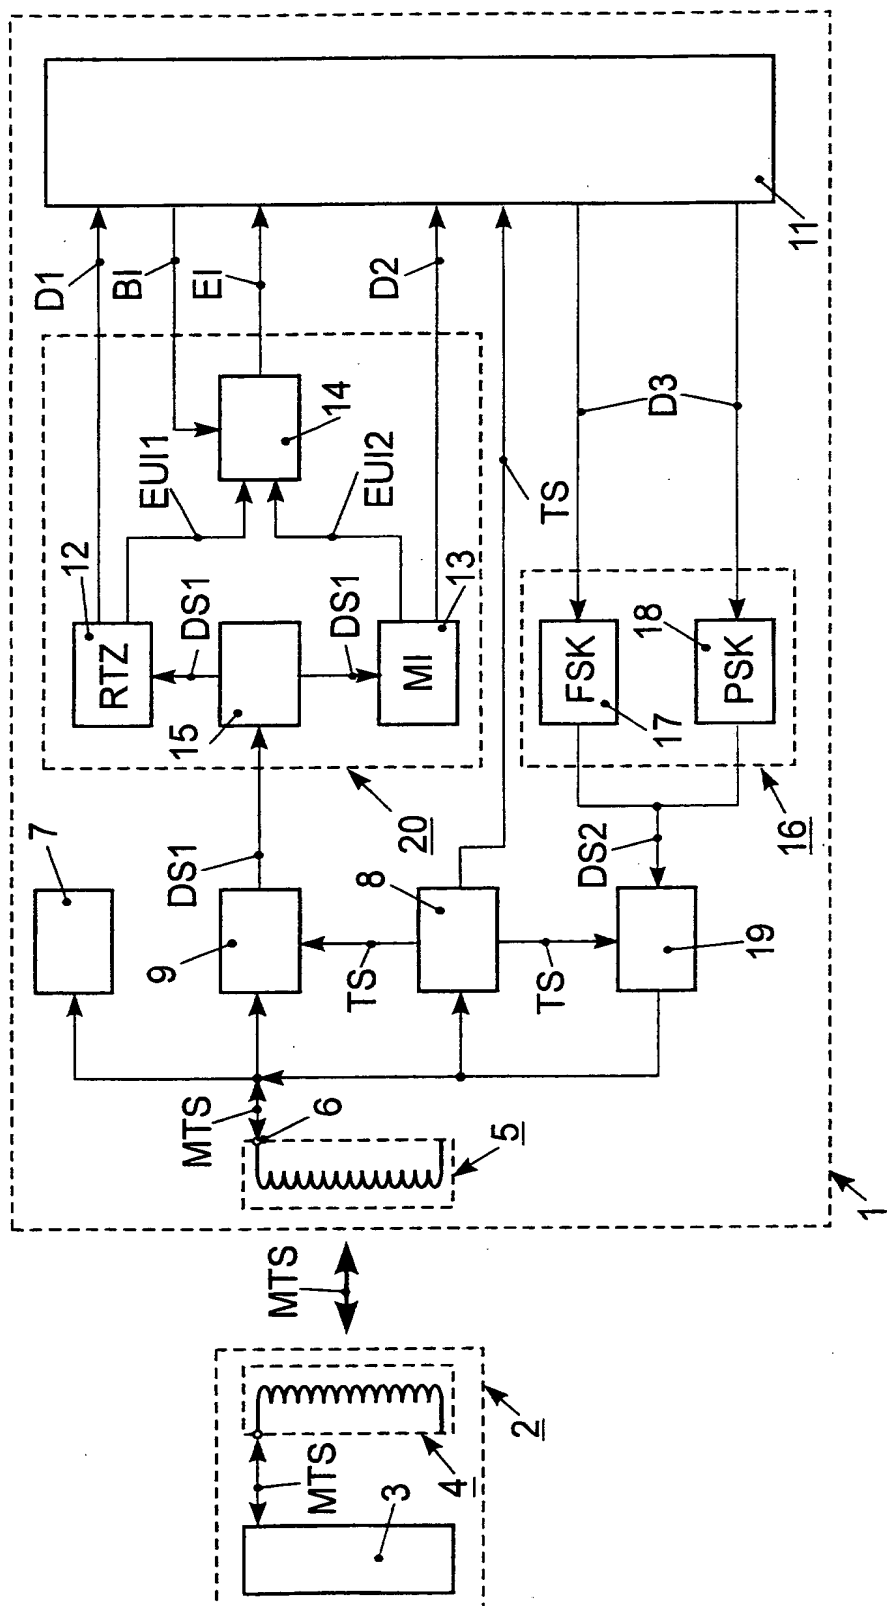 D1
BI
EI
D2
11
12
EUI1
14
EUI2
RTZ
DS1
DS1
MI
13
15
TS
D3
FSK
17
18
PSK
16
20
7
DS1
9
8
TS
TS
DS2
19
MTS
6
5
1
MTS
2
MTS
4
3